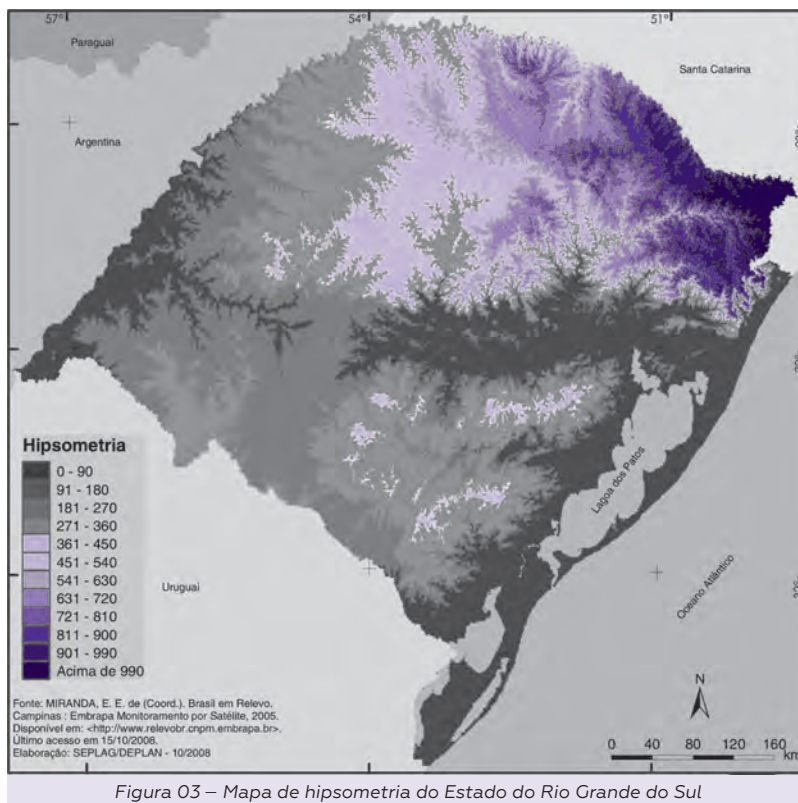 57°
54°
51°
Paraguai
Santa Catarina
Argentina
Hipsometria
0 - 90
91 - 180
181 - 270
271 - 360
361 - 450
451 - 540
541 - 630
631 - 720
721 - 810
811 - 900
901 - 990
Acima de 990
Lagoa dos Patos
Uruguai
Oceano Atlântico
N
Fonte: MIRANDA, E. E. de (Coord.). Brasil em Relevo.
Campinas : Embrapa Monitoramento por Satélite, 2005.
Disponível em: <http://www.relevobr.cnpm.embrapa.br>.
Último acesso em 15/10/2008.
Elaboração: SEPLAG/DEPLAN - 10/2008
0 40 80 120 160
km
Figura 03 – Mapa de hipsometria do Estado do Rio Grande do Sul